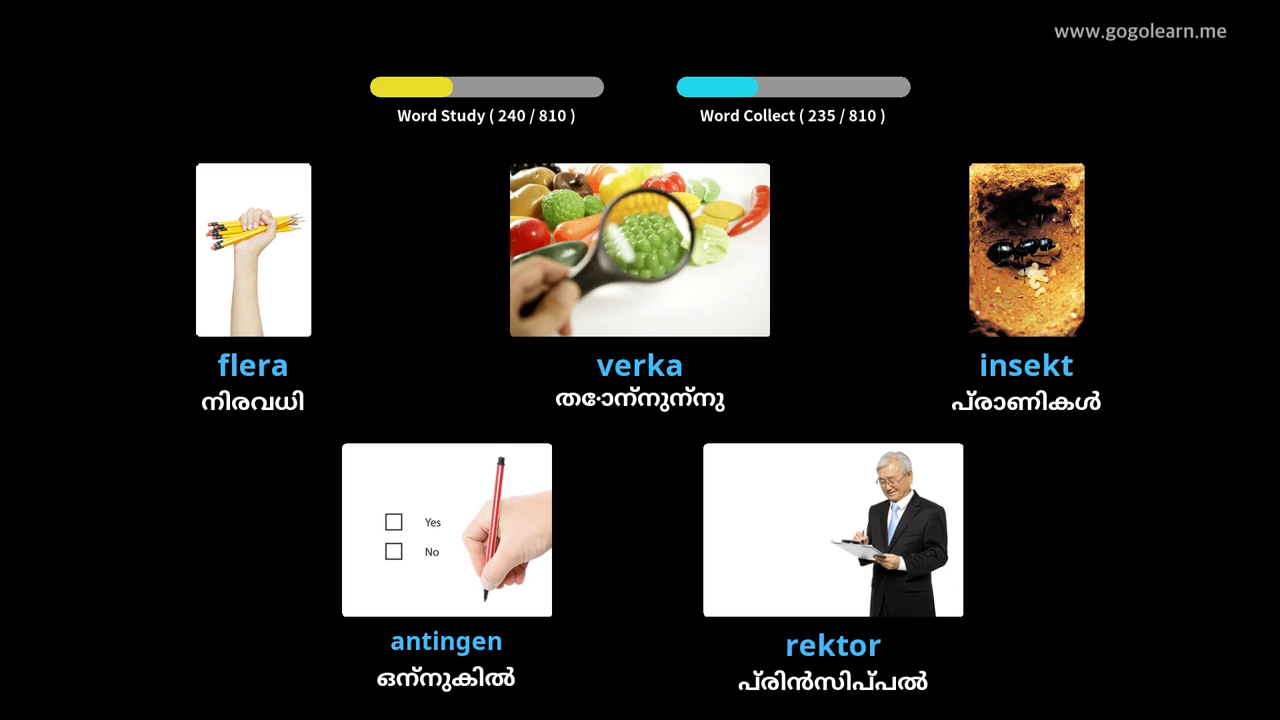 www.gogolearn.me
Word Study ( 240 / 810 )
Word Collect ( 235 / 810 )
flera
നിരവധി
verka
തോന്നുന്നു
insekt
പ്രാണികൾ
Yes
No
antingen
ഒന്നുകിൽ
rektor
പ്രിൻസിപ്പൽ